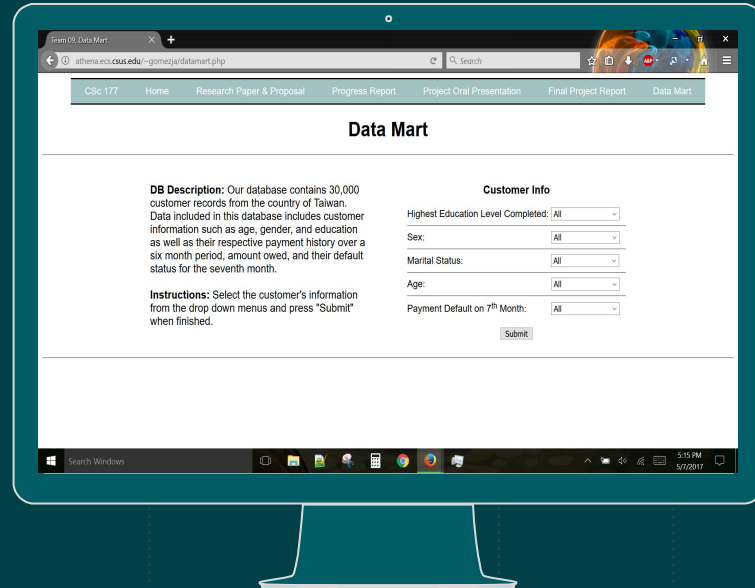 Team 09, Data Mart
athena.ecs.csus.edu/~gomezja/datamart.php
Search
ABP
CSc 177 Home Research Paper & Proposal Progress Report Project Oral Presentation Final Project Report Data Mart
Data Mart
DB Description: Our database contains 30,000
customer records from the country of Taiwan.
Data included in this database includes customer
information such as age, gender, and education
as well as their respective payment history over a
six month period, amount owed, and their default
status for the seventh month.
Instructions: Select the customer's information
from the drop down menus and press "Submit"
when finished.
Customer Info
Highest Education Level Completed: All
Sex: All
Marital Status: All
Age: All
Payment Default on 7th Month: All
Submit
Search Windows
5:15 PM
5/7/2017